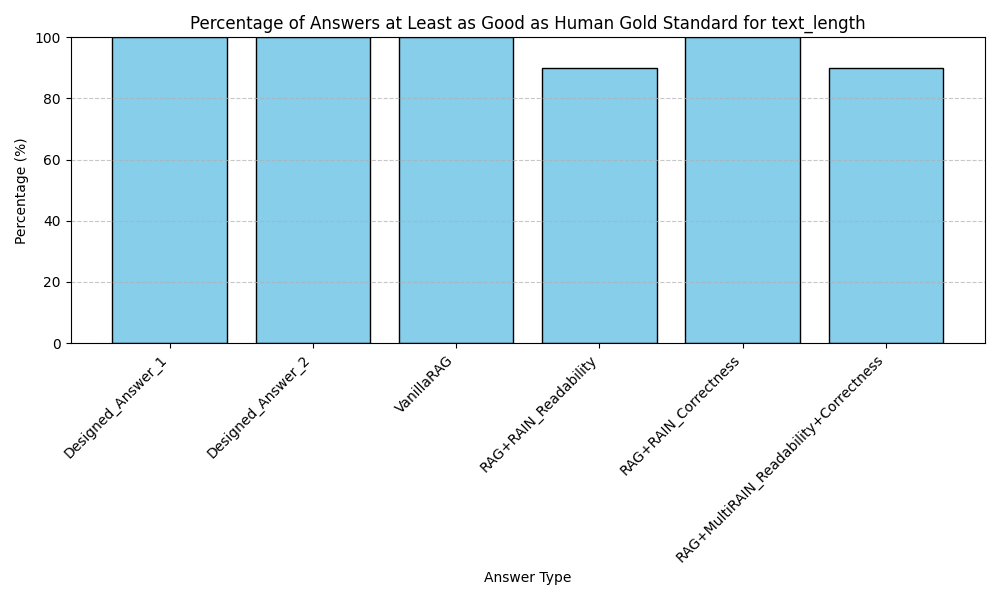 Percentage of Answers at Least as Good as Human Gold Standard for text_length
Percentage (%)
100
80
60
40
20
0
Designed_Answer_1
Designed_Answer_2
VanillaRAG
RAG+RAIN_Readability
RAG+RAIN_Correctness
RAG+MultiRAIN_Readability+Correctness
Answer Type